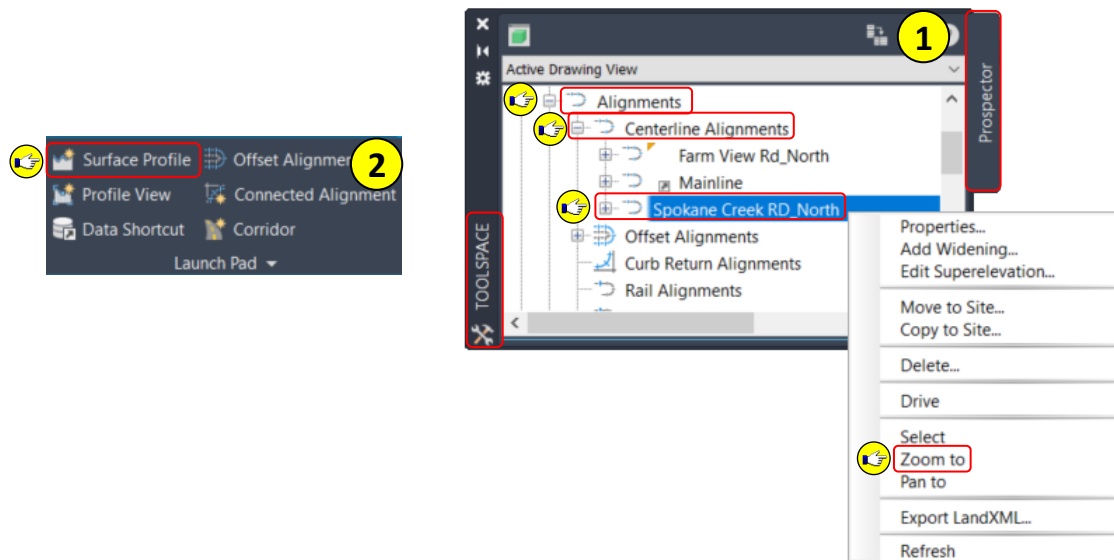 1
Active Drawing View
Alignments
Centerline Alignments
Farm View Rd_North
Mainline
Spokane Creek RD_North
Offset Alignments
Curb Return Alignments
Rail Alignments
Prospector
TOOLSPACE
Properties...
Add Widening...
Edit Superelevation...
Move to Site...
Copy to Site...
Delete...
Drive
Select
Zoom to
Pan to
Export LandXML...
Refresh
2
Surface Profile Offset Alignmen
Profile View Connected Alignment
Data Shortcut Corridor
Launch Pad